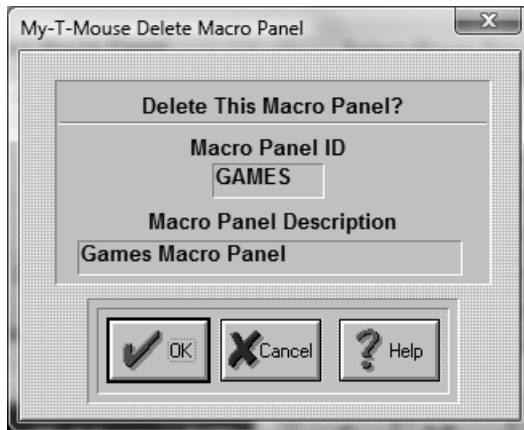 My-T-Mouse Delete Macro Panel
Delete This Macro Panel?
Macro Panel ID
GAMES
Macro Panel Description
Games Macro Panel
OK Cancel Help